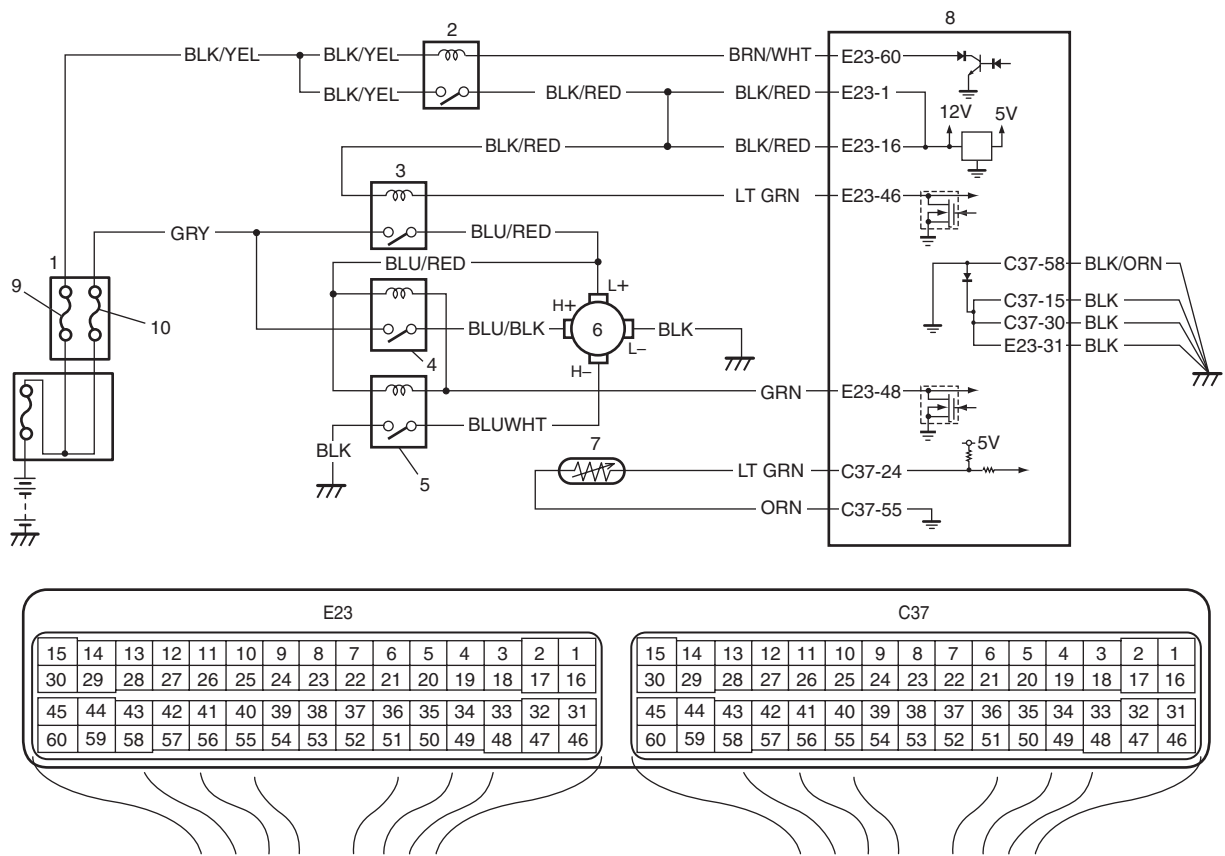 8
2
BLK/YEL BLK/YEL BRN/WHT E23-60
BLK/YEL BLK/RED BLK/RED E23-1
12V 5V
BLK/RED BLK/RED E23-16
3
LT GRN E23-46
GRY BLU/RED
1 BLU/RED C37-58 BLK/ORN
9 L+
H+ C37-15 BLK
10 BLU/BLK 6 BLK C37-30 BLK
L- E23-31 BLK
4 H-
GRN E23-48
BLUWHT
BLK 7 5V
5 LT GRN C37-24
ORN C37-55
E23 C37
15 14 13 12 11 10 9 8 7 6 5 4 3 2 1 15 14 13 12 11 10 9 8 7 6 5 4 3 2 1
30 29 28 27 26 25 24 23 22 21 20 19 18 17 16 30 29 28 27 26 25 24 23 22 21 20 19 18 17 16
45 44 43 42 41 40 39 38 37 36 35 34 33 32 31 45 44 43 42 41 40 39 38 37 36 35 34 33 32 31
60 59 58 57 56 55 54 53 52 51 50 49 48 47 46 60 59 58 57 56 55 54 53 52 51 50 49 48 47 46